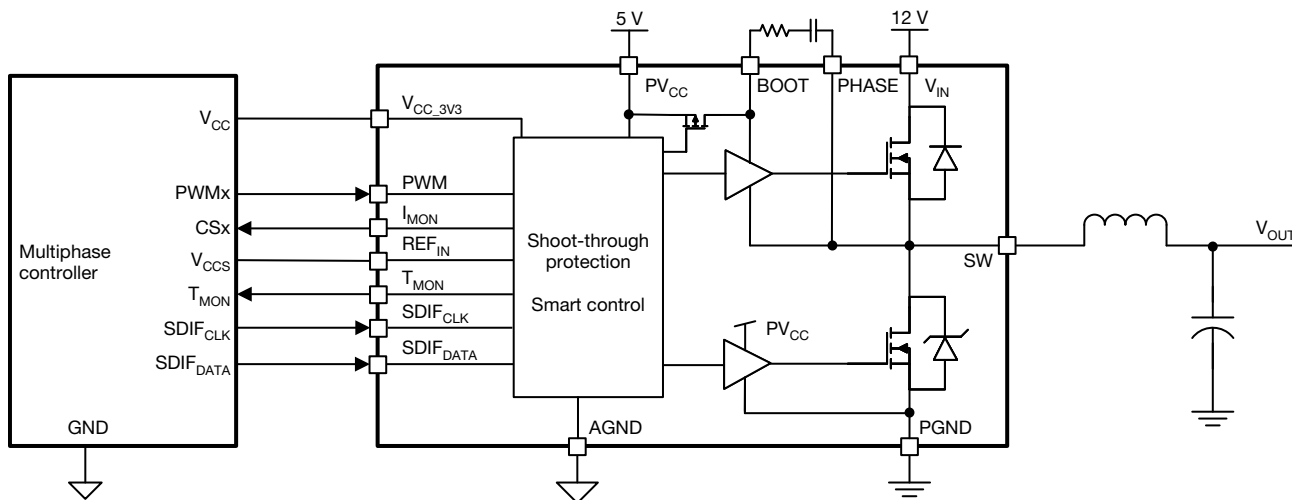 5 V
12 V
PV_CC
BOOT
PHASE
V_IN
V_CC
V_CC_3V3
PWMx
PWM
CSx
I_MON
Multiphase
controller
V_CCS
REF_IN
Shoot-through
protection
Smart control
T_MON
T_MON
SDIF_CLK
SDIF_CLK
SDIF_DATA
SDIF_DATA
PV_CC
SW
V_OUT
GND
AGND
PGND